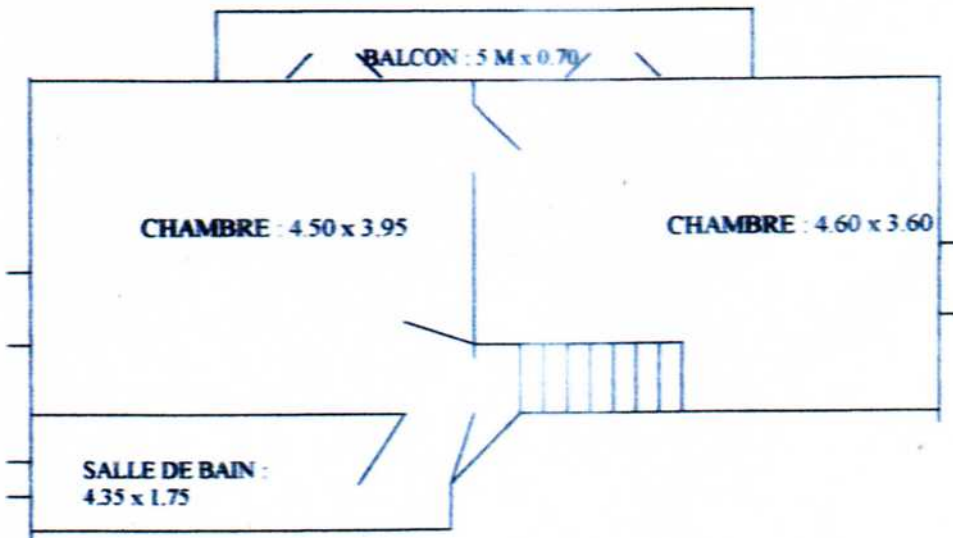 BALCON : 5 M x 0.70
CHAMBRE : 4.50 x 3.95
CHAMBRE : 4.60 x 3.60
SALLE DE BAIN :
4.35 x 1.75